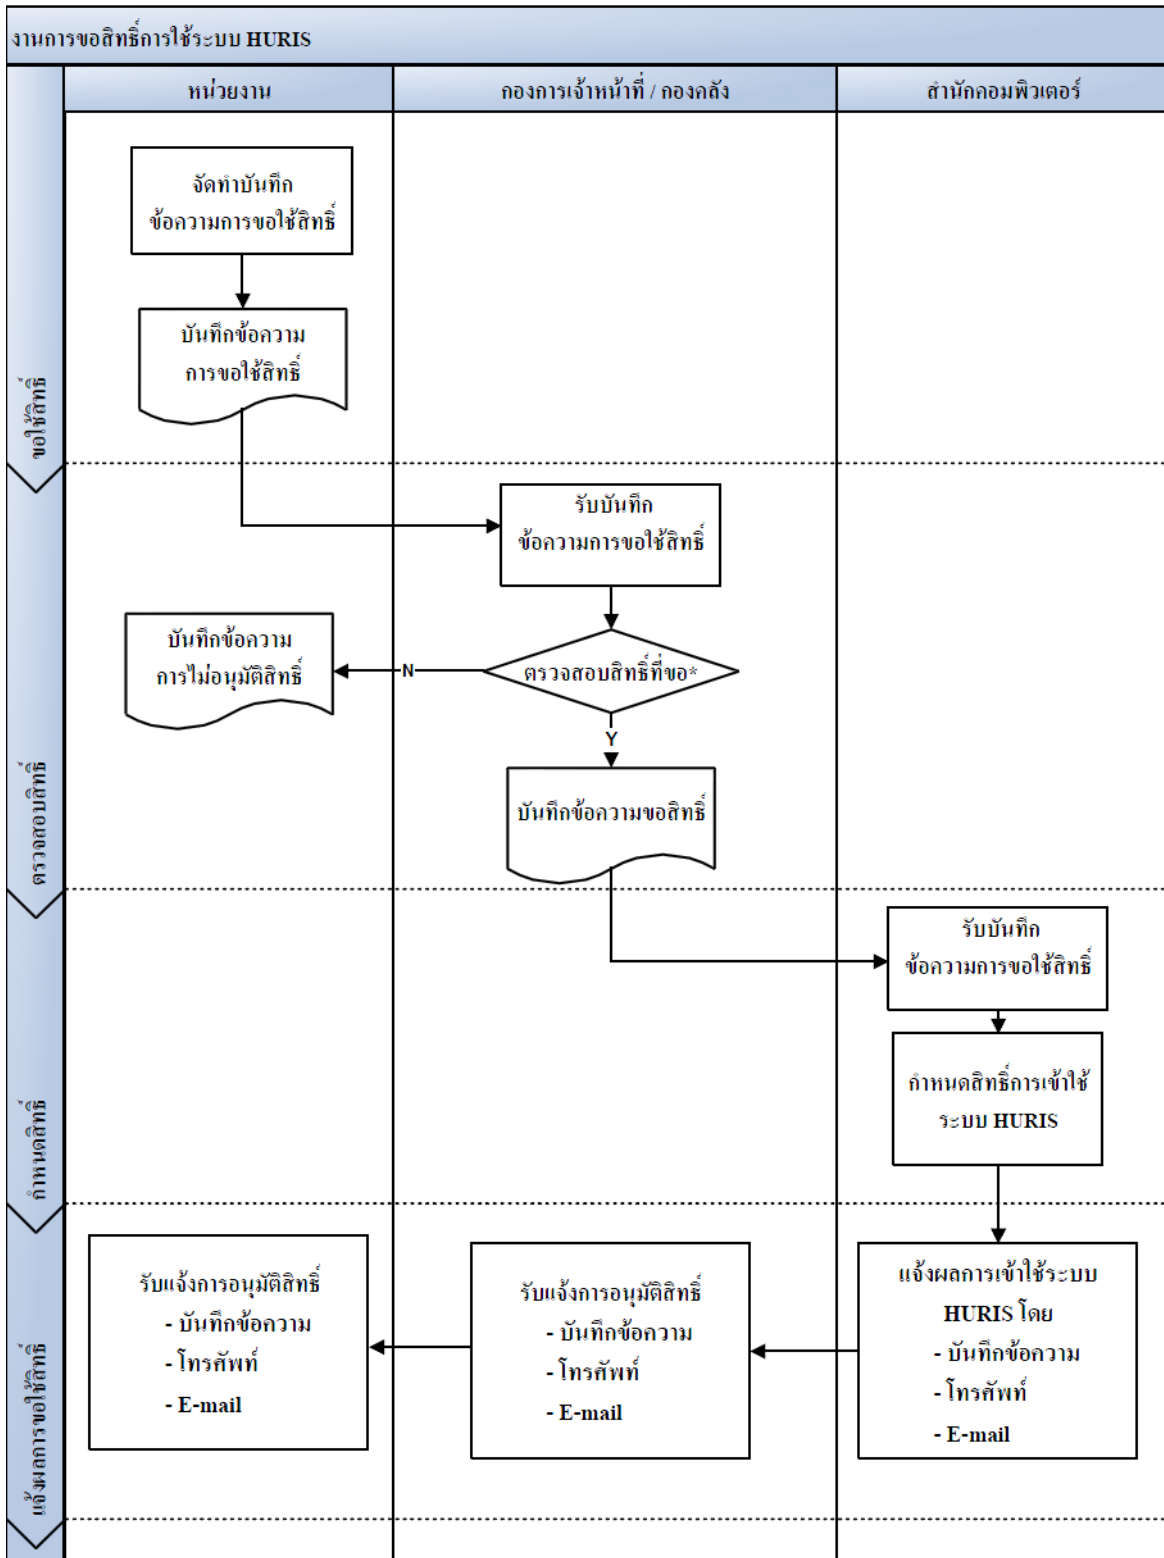 งานการขอสิทธิ์การใช้ระบบ HURIS
หน่วยงาน
กองการเจ้าหน้าที่ / กองคลัง
สำนักคอมพิวเตอร์
ขอใช้สิทธิ์
จัดทำบันทึก
ข้อความการขอใช้สิทธิ์
บันทึกข้อความ
การขอใช้สิทธิ์
ตรวจสอบสิทธิ์
รับบันทึก
ข้อความการขอใช้สิทธิ์
ตรวจสอบสิทธิ์ที่ขอ*
N
บันทึกข้อความ
การไม่อนุมัติสิทธิ์
Y
บันทึกข้อความขอสิทธิ์
กำหนดสิทธิ์
รับบันทึก
ข้อความการขอใช้สิทธิ์
กำหนดสิทธิ์การเข้าใช้
ระบบ HURIS
แจ้งผลการขอใช้สิทธิ์
แจ้งผลการเข้าใช้ระบบ
HURIS โดย
- บันทึกข้อความ
- โทรศัพท์
- E-mail
รับแจ้งการอนุมัติสิทธิ์
- บันทึกข้อความ
- โทรศัพท์
- E-mail
รับแจ้งการอนุมัติสิทธิ์
- บันทึกข้อความ
- โทรศัพท์
- E-mail